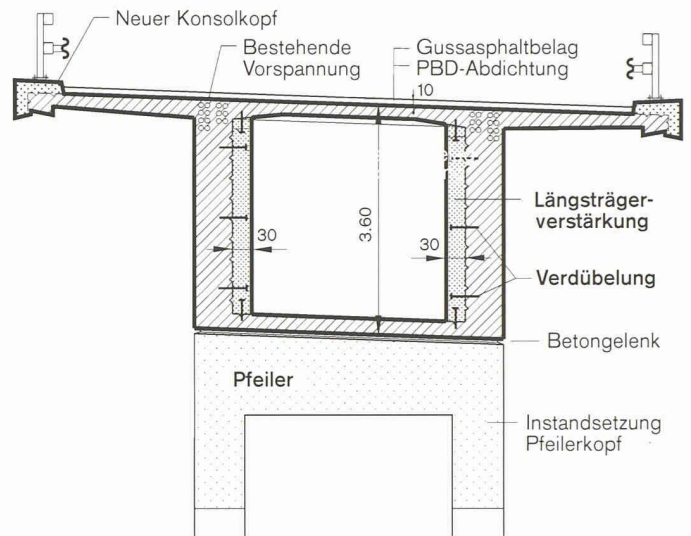 Neuer Konsolkopf
Bestehende
Vorspannung
Gussasphaltbelag
PBD-Abdichtung
10
Längsträger-
verstärkung
3.60
30
30
Verdübelung
Betongelenk
Pfeiler
Instandsetzung
Pfeilerkopf